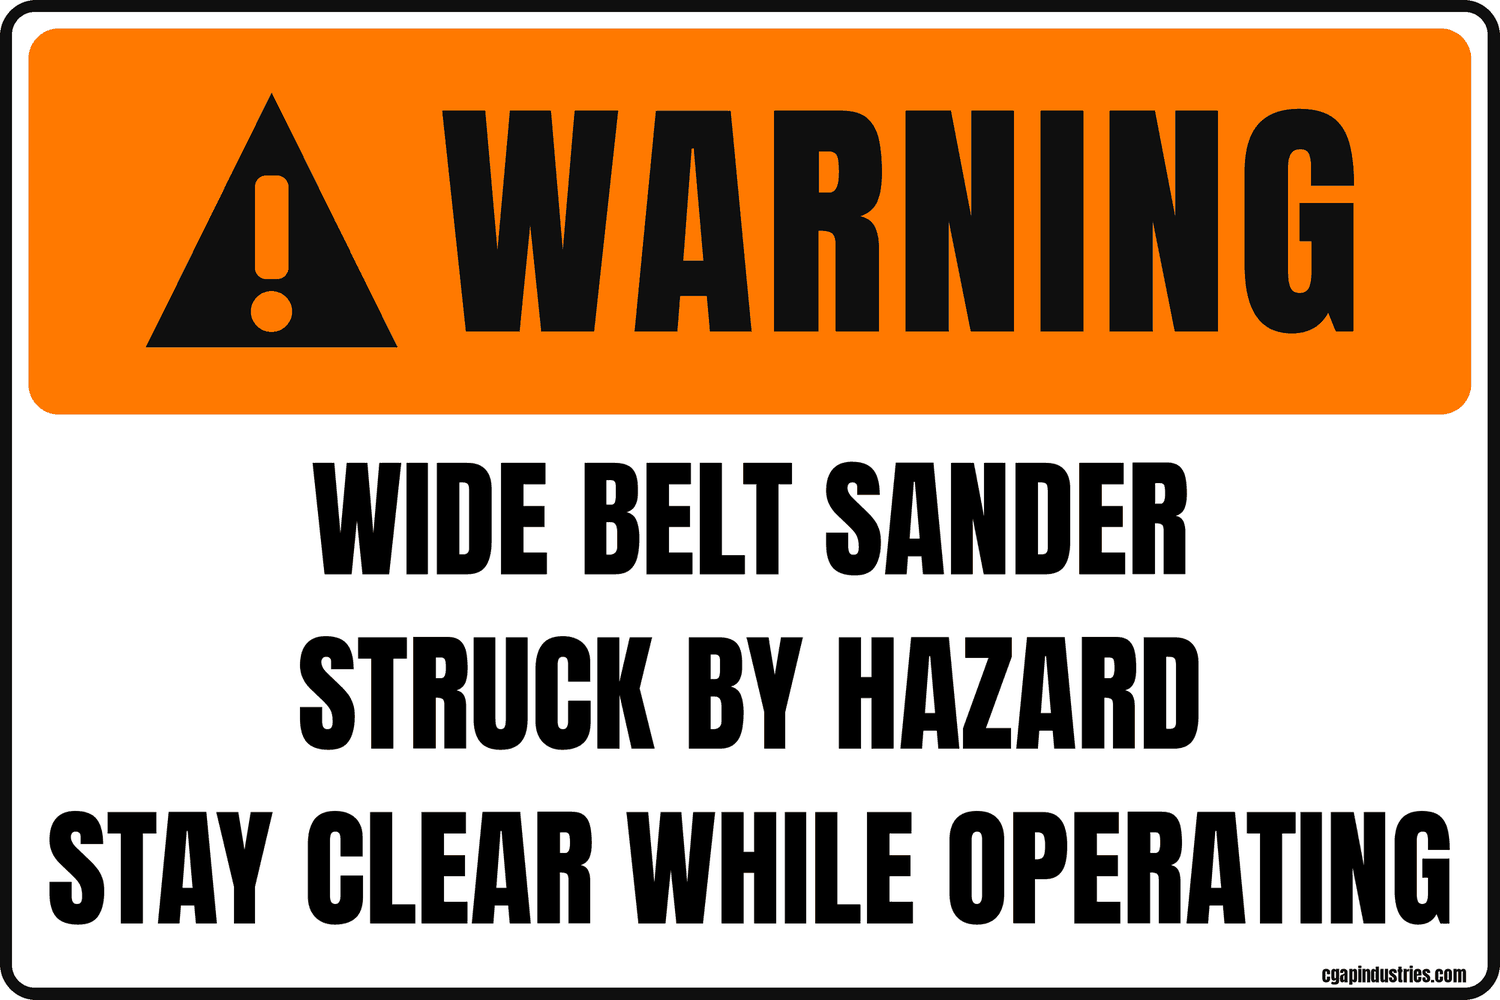 WARNING
WIDE BELT SANDER
STRUCK BY HAZARD
STAY CLEAR WHILE OPERATING
cgapindustries.com